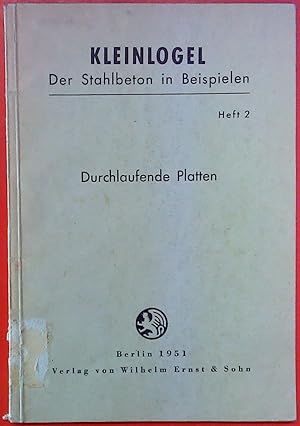 KLEINLOGEL
Der Stahlbeton in Beispielen
Heft 2
Durchlaufende Platten
Berlin 1951
Verlag von Wilhelm Ernst & Sohn